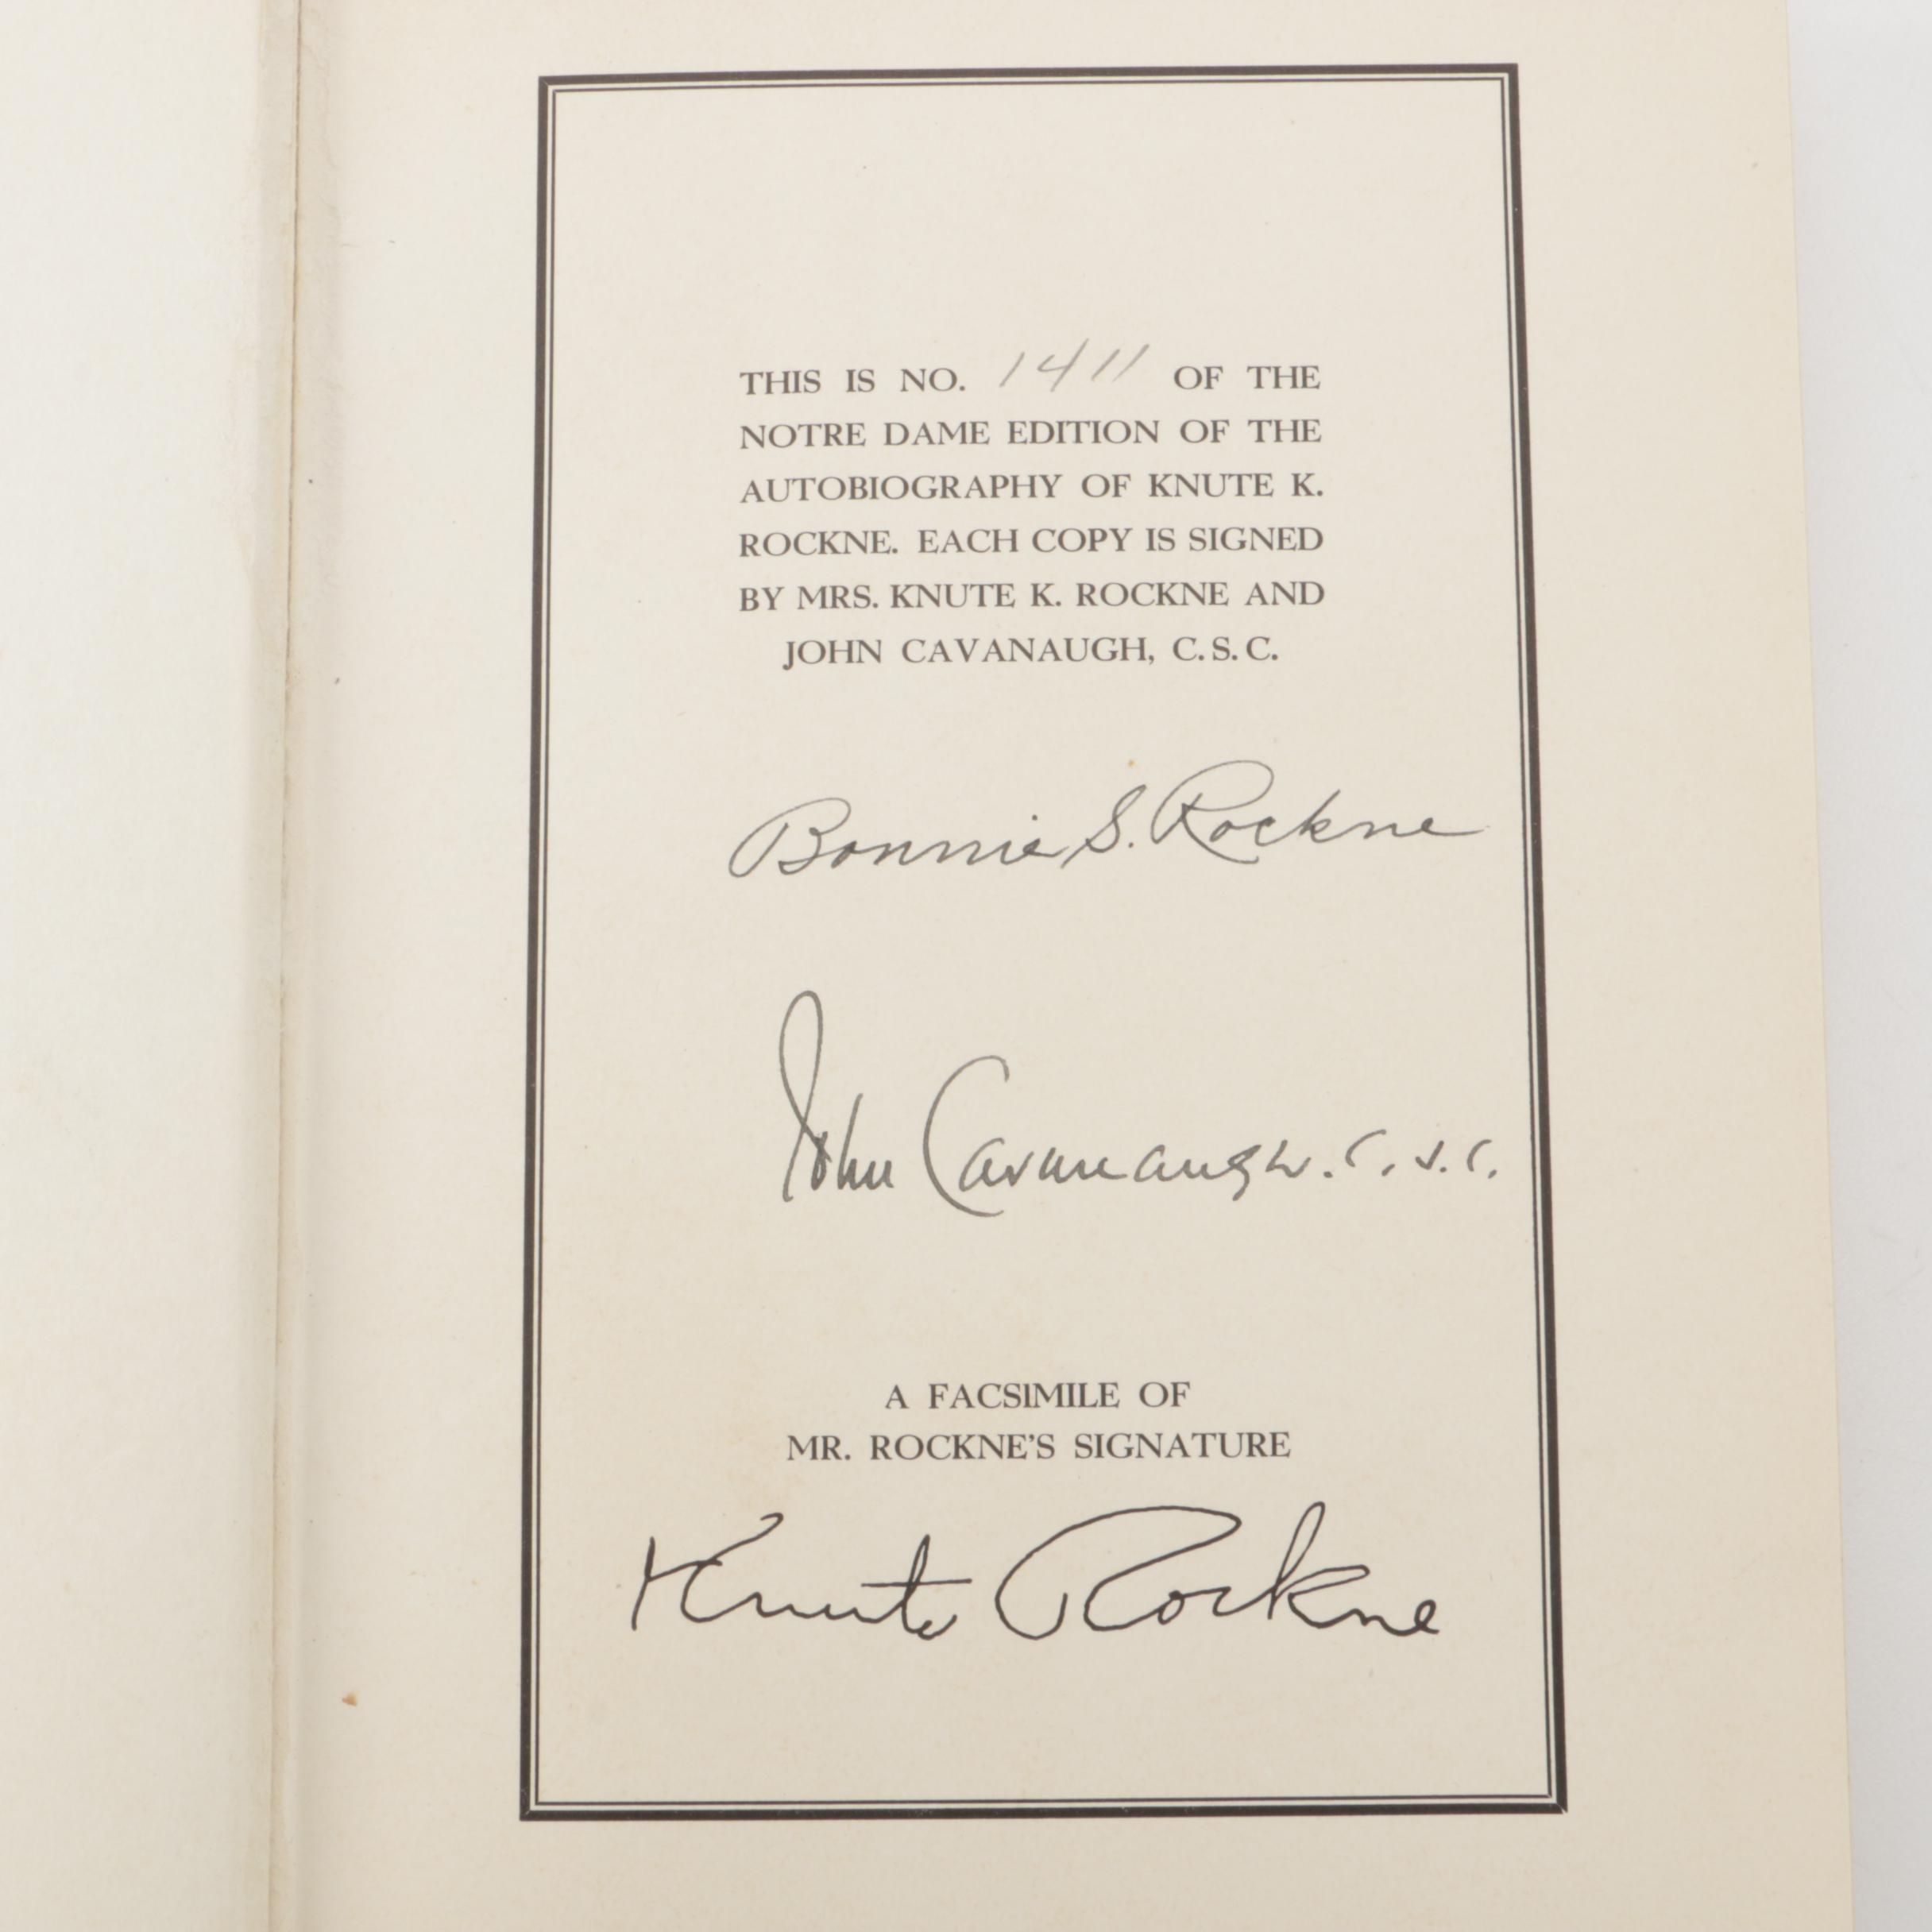 THIS IS NO. 1411 OF THE
NOTRE DAME EDITION OF THE
AUTOBIOGRAPHY OF KNUTE K.
ROCKNE. EACH COPY IS SIGNED
BY MRS. KNUTE K. ROCKNE AND
JOHN CAVANAUGH, C.S.C.
Bonnie S. Rockne
John Cavanaugh. C.S.C.
A FACSIMILE OF
MR. ROCKNE'S SIGNATURE
Knute Rockne